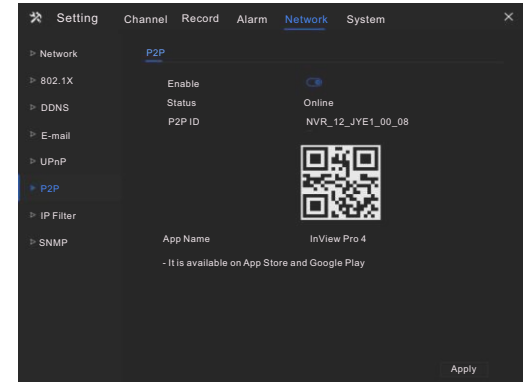 Setting Channel Record Alarm Network System
Network
802.1X
DDNS
E-mail
UPnP
P2P
IP Filter
SNMP
P2P
Enable
Status Online
P2P ID NVR_12_JYE1_00_08
App Name InView Pro 4
- It is available on App Store and Google Play
Apply